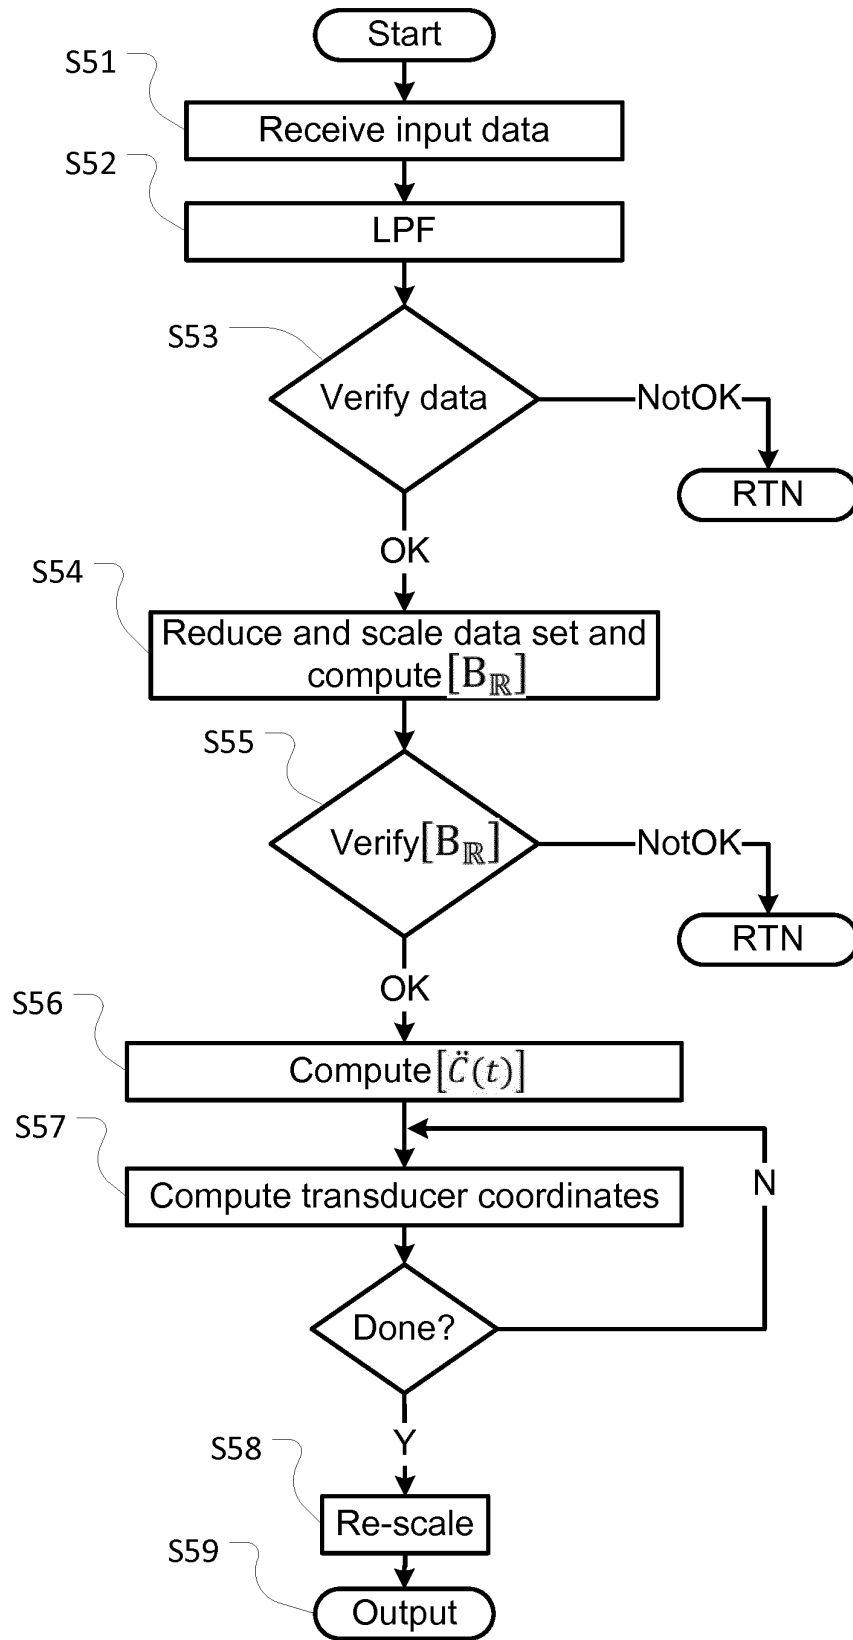 Start
S51
Receive input data
S52
LPF
S53
Verify data
NotOK
RTN
OK
S54
Reduce and scale data set and
compute [Bℝ]
S55
Verify [Bℝ]
NotOK
RTN
OK
S56
Compute [C̈(t)]
S57
Compute transducer coordinates
N
Done?
Y
S58
Re-scale
S59
Output